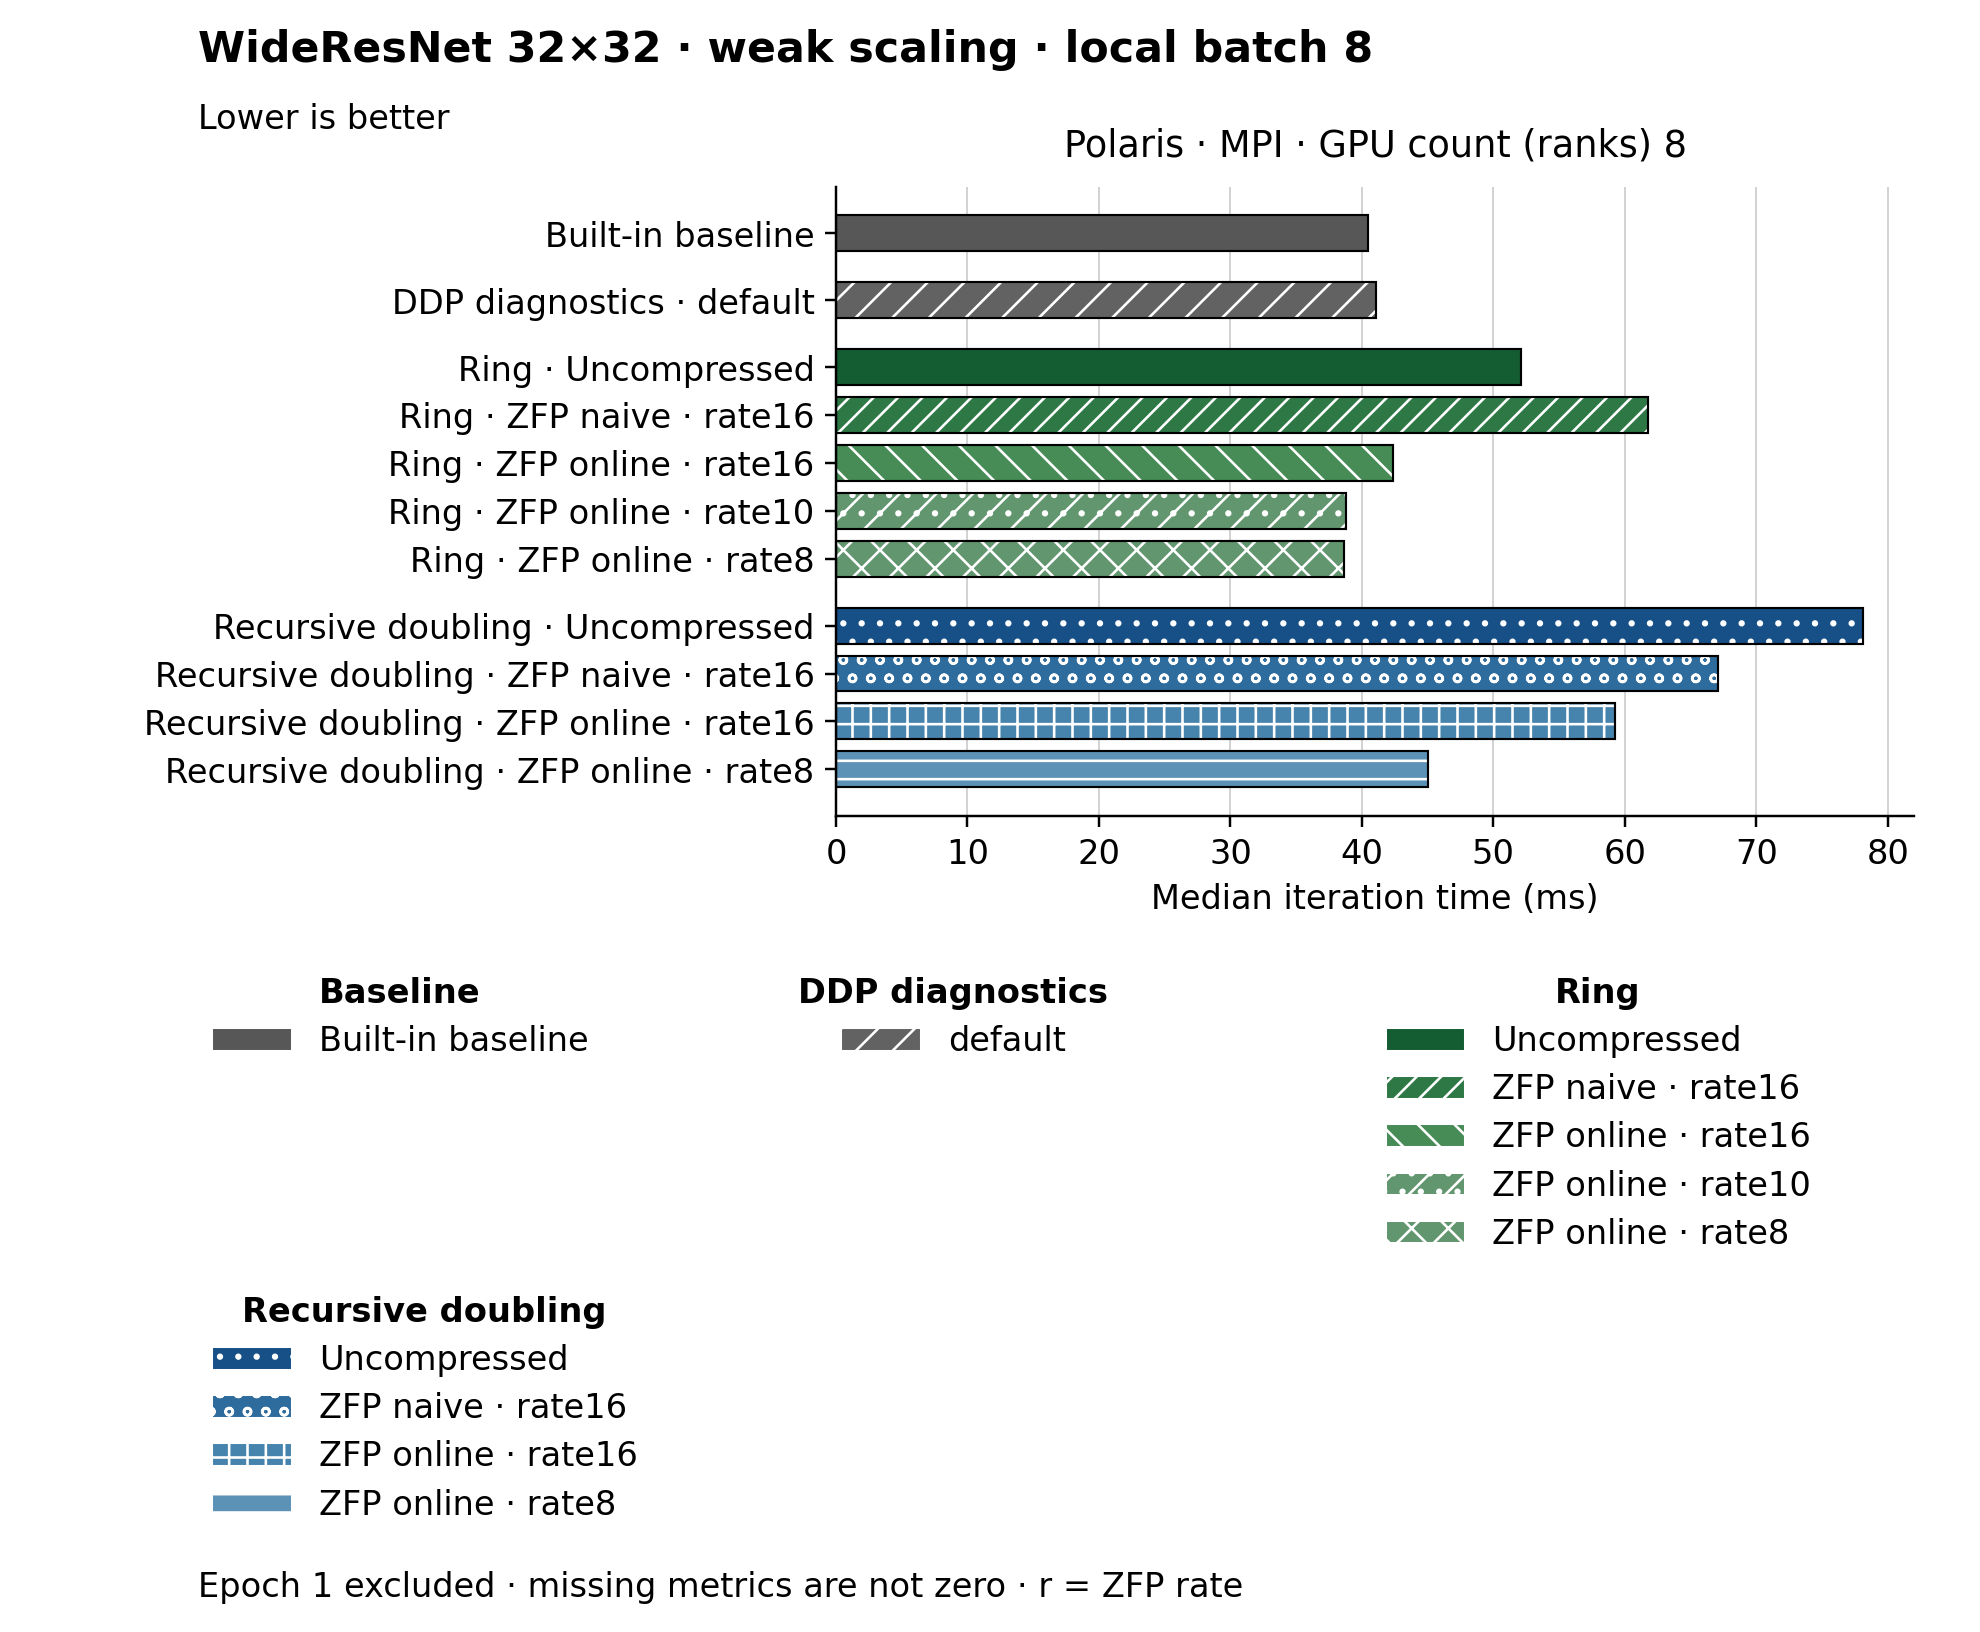 WideResNet 32×32 · weak scaling · local batch 8
Lower is better
Polaris · MPI · GPU count (ranks) 8
Built-in baseline
DDP diagnostics · default
Ring · Uncompressed
Ring · ZFP naive · rate16
Ring · ZFP online · rate16
Ring · ZFP online · rate10
Ring · ZFP online · rate8
Recursive doubling · Uncompressed
Recursive doubling · ZFP naive · rate16
Recursive doubling · ZFP online · rate16
Recursive doubling · ZFP online · rate8
0 10 20 30 40 50 60 70 80
Median iteration time (ms)
Baseline
Built-in baseline
DDP diagnostics
default
Ring
Uncompressed
ZFP naive · rate16
ZFP online · rate16
ZFP online · rate10
ZFP online · rate8
Recursive doubling
Uncompressed
ZFP naive · rate16
ZFP online · rate16
ZFP online · rate8
Epoch 1 excluded · missing metrics are not zero · r = ZFP rate